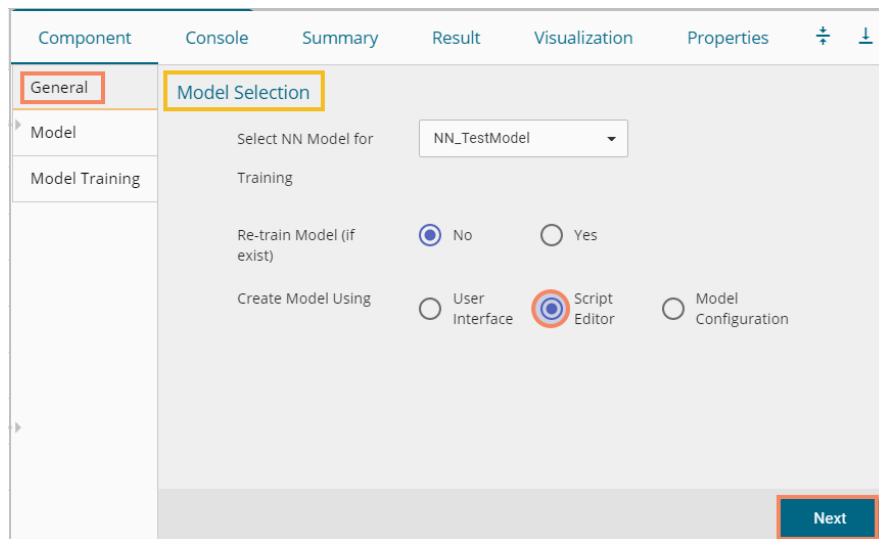 Component Console Summary Result Visualization Properties
General
Model
Model Training
Model Selection
Select NN Model for
Training
NN_TestModel
Re-train Model (if
exist)
No
Yes
Create Model Using
User
Interface
Script
Editor
Model
Configuration
Next